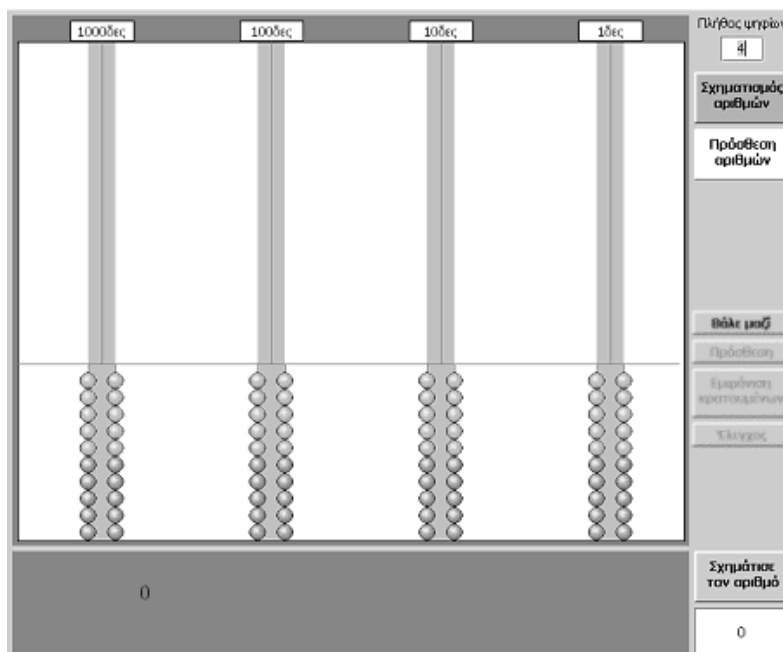 1000δες 100δες 10δες 1δες
Πλήθος ψηφίων
4
Σχηματισμός
αριθμών
Πρόσθεση
αριθμών
Βάλε μαζί
Πρόσθεση
Εμφάνιση
κρατουμένων
Έλεγχος
Σχημάτισε
τον αριθμό
0
0